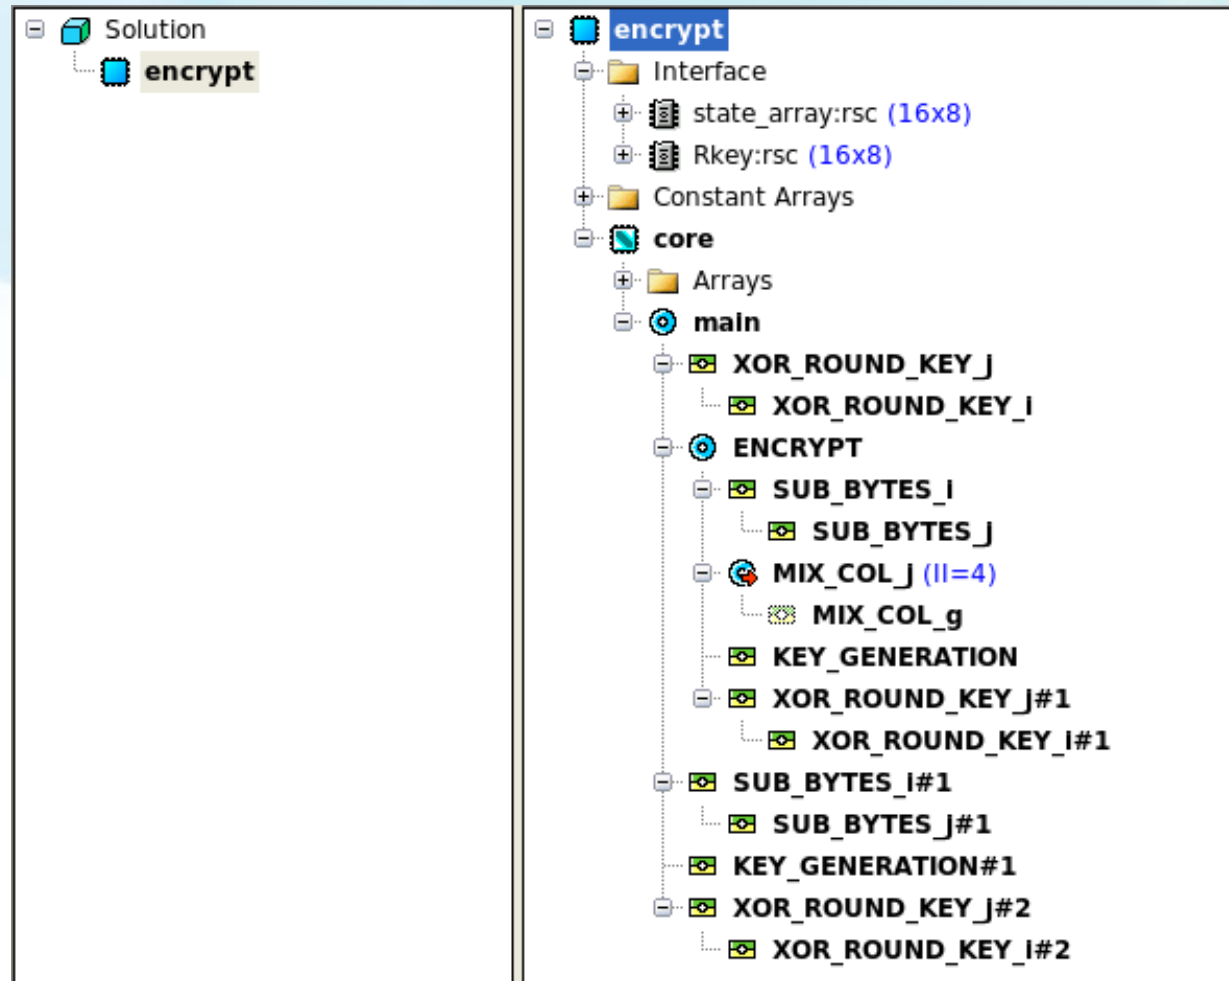 Solution
encrypt
encrypt
Interface
state_array:rsc (16x8)
Rkey:rsc (16x8)
Constant Arrays
core
Arrays
main
XOR_ROUND_KEY_j
XOR_ROUND_KEY_i
ENCRYPT
SUB_BYTES_i
SUB_BYTES_j
MIX_COL_j (II=4)
MIX_COL_g
KEY_GENERATION
XOR_ROUND_KEY_j#1
XOR_ROUND_KEY_i#1
SUB_BYTES_i#1
SUB_BYTES_j#1
KEY_GENERATION#1
XOR_ROUND_KEY_j#2
XOR_ROUND_KEY_i#2